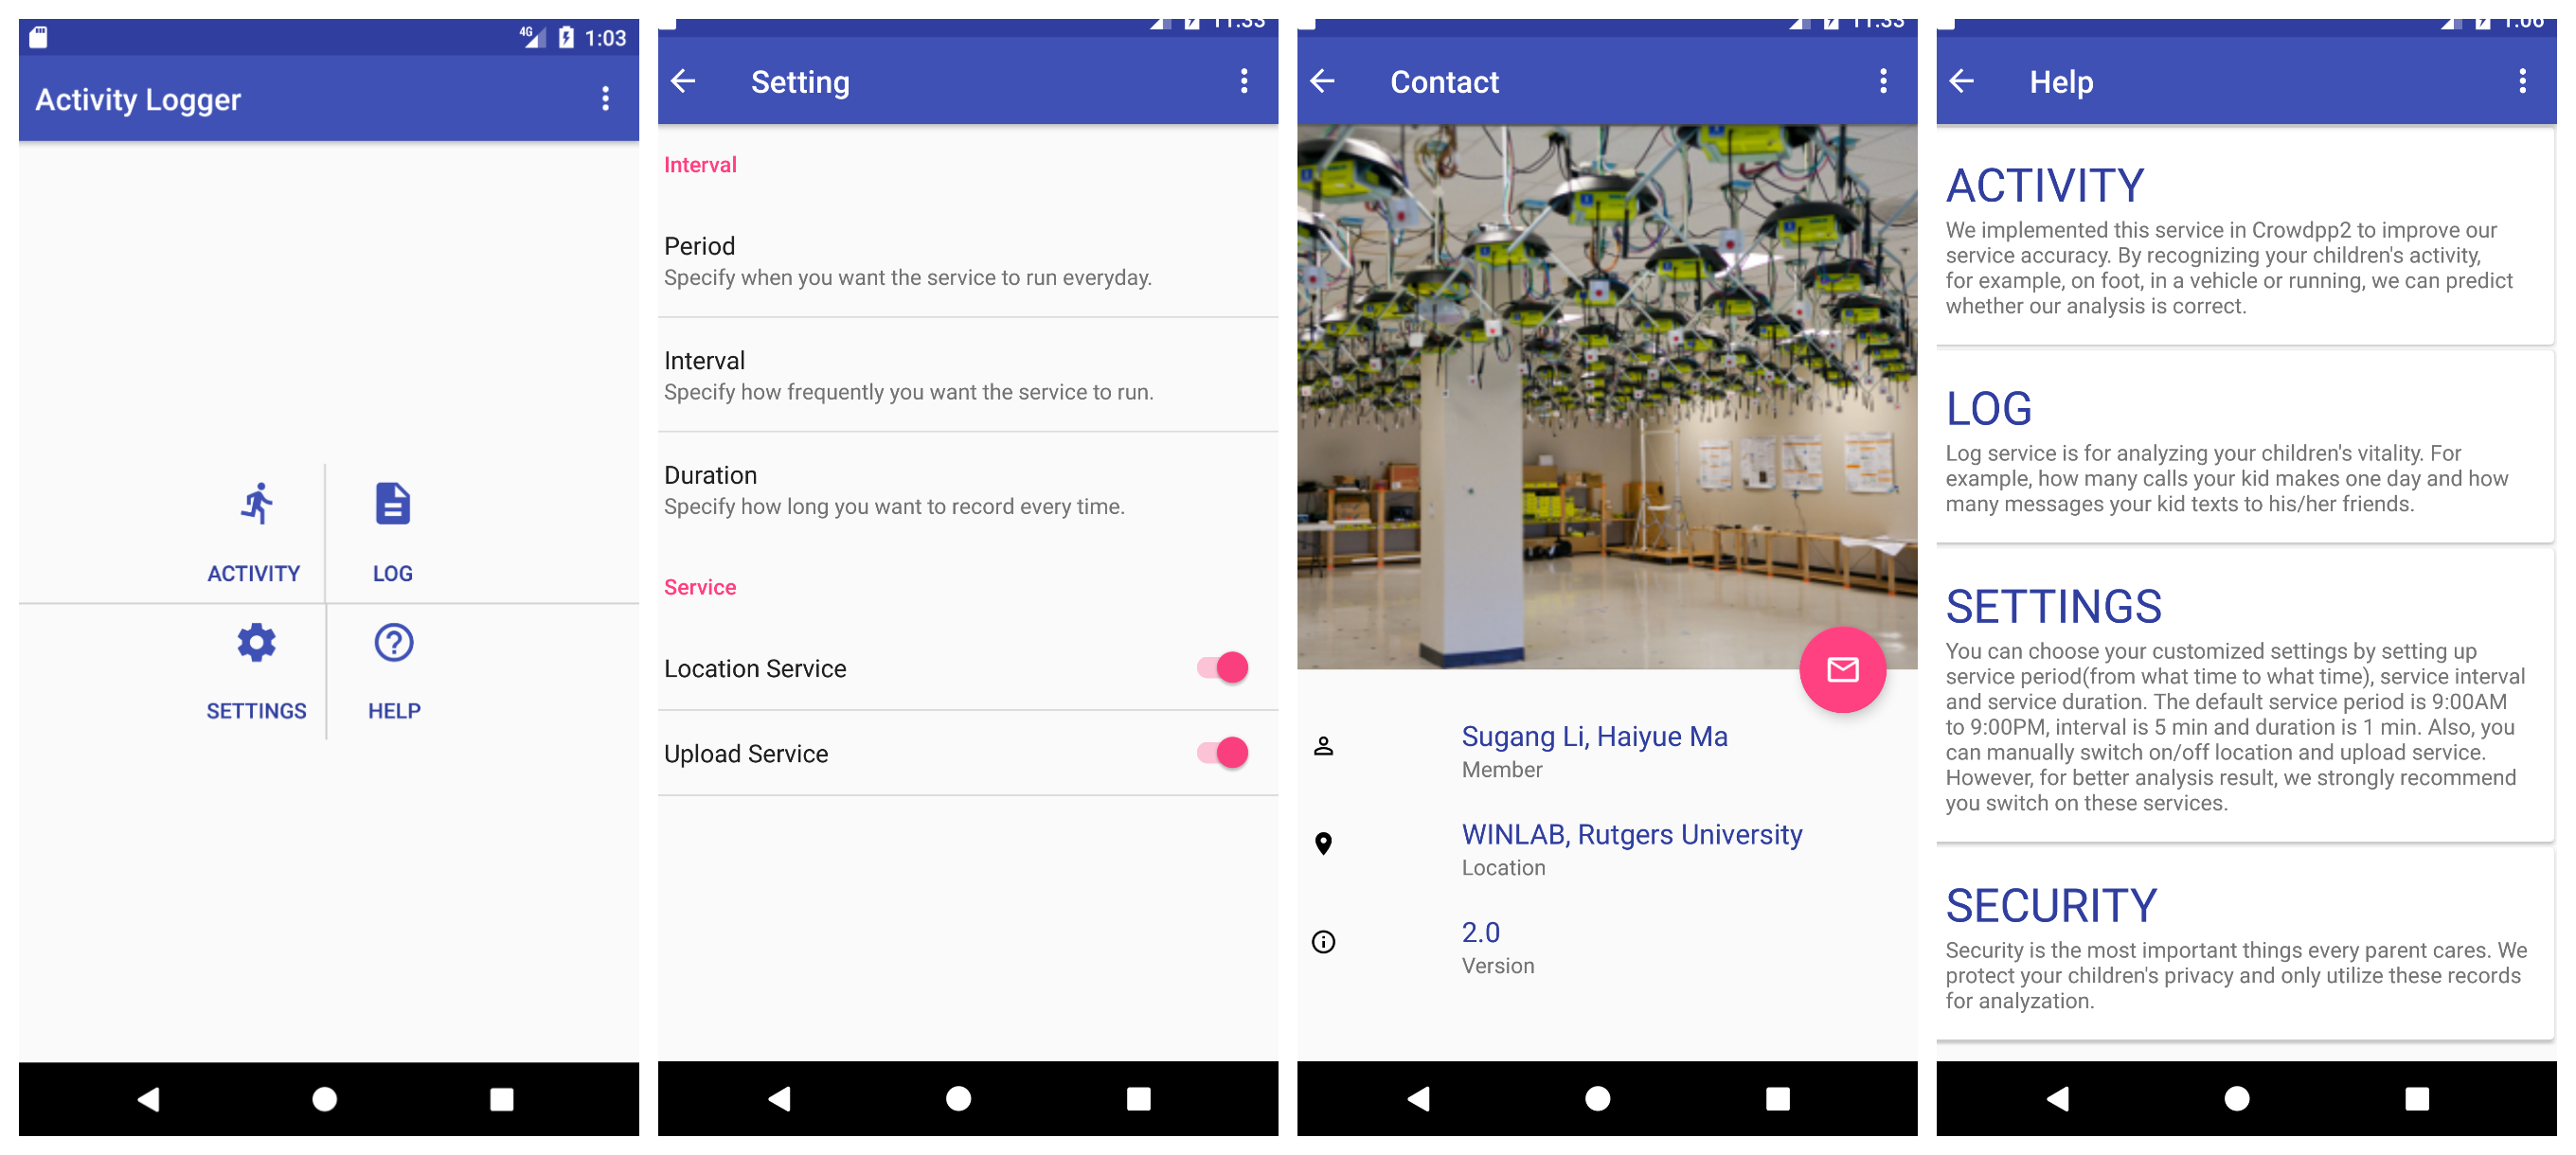 4G 1:03
Activity Logger
ACTIVITY
LOG
SETTINGS
HELP
11:33
Setting
Interval
Period
Specify when you want the service to run everyday.
Interval
Specify how frequently you want the service to run.
Duration
Specify how long you want to record every time.
Service
Location Service
Upload Service
11:33
Contact
Sugang Li, Haiyue Ma
Member
WINLAB, Rutgers University
Location
2.0
Version
1:06
Help
ACTIVITY
We implemented this service in Crowdpp2 to improve our
service accuracy. By recognizing your children's activity,
for example, on foot, in a vehicle or running, we can predict
whether our analysis is correct.
LOG
Log service is for analyzing your children's vitality. For
example, how many calls your kid makes one day and how
many messages your kid texts to his/her friends.
SETTINGS
You can choose your customized settings by setting up
service period(from what time to what time), service interval
and service duration. The default service period is 9:00AM
to 9:00PM, interval is 5 min and duration is 1 min. Also, you
can manually switch on/off location and upload service.
However, for better analysis result, we strongly recommend
you switch on these services.
SECURITY
Security is the most important things every parent cares. We
protect your children's privacy and only utilize these records
for analyzation.